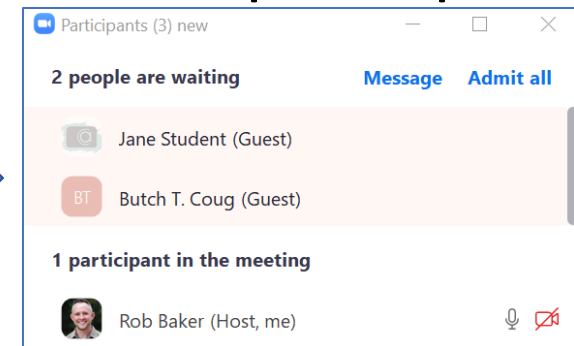 Participants (3) new
2 people are waiting Message Admit all
Jane Student (Guest)
BT Butch T. Coug (Guest)
1 participant in the meeting
Rob Baker (Host, me)